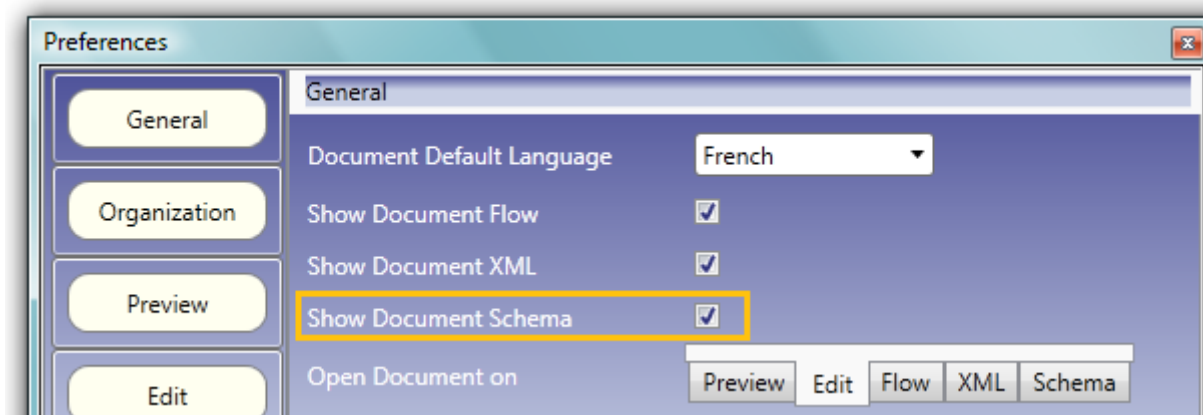 Preferences
General
Organization
Preview
Edit
General
Document Default Language French
Show Document Flow
Show Document XML
Show Document Schema
Open Document on Preview Edit Flow XML Schema